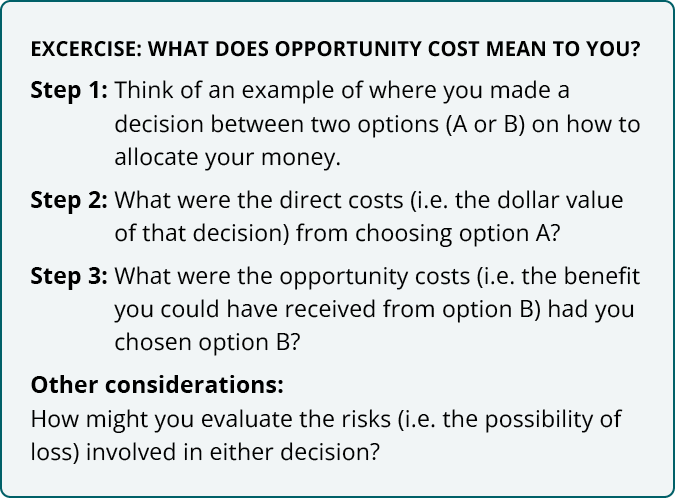 EXCERCISE: WHAT DOES OPPORTUNITY COST MEAN TO YOU?
Step 1: Think of an example of where you made a
decision between two options (A or B) on how to
allocate your money.
Step 2: What were the direct costs (i.e. the dollar value
of that decision) from choosing option A?
Step 3: What were the opportunity costs (i.e. the benefit
you could have received from option B) had you
chosen option B?
Other considerations:
How might you evaluate the risks (i.e. the possibility of
loss) involved in either decision?